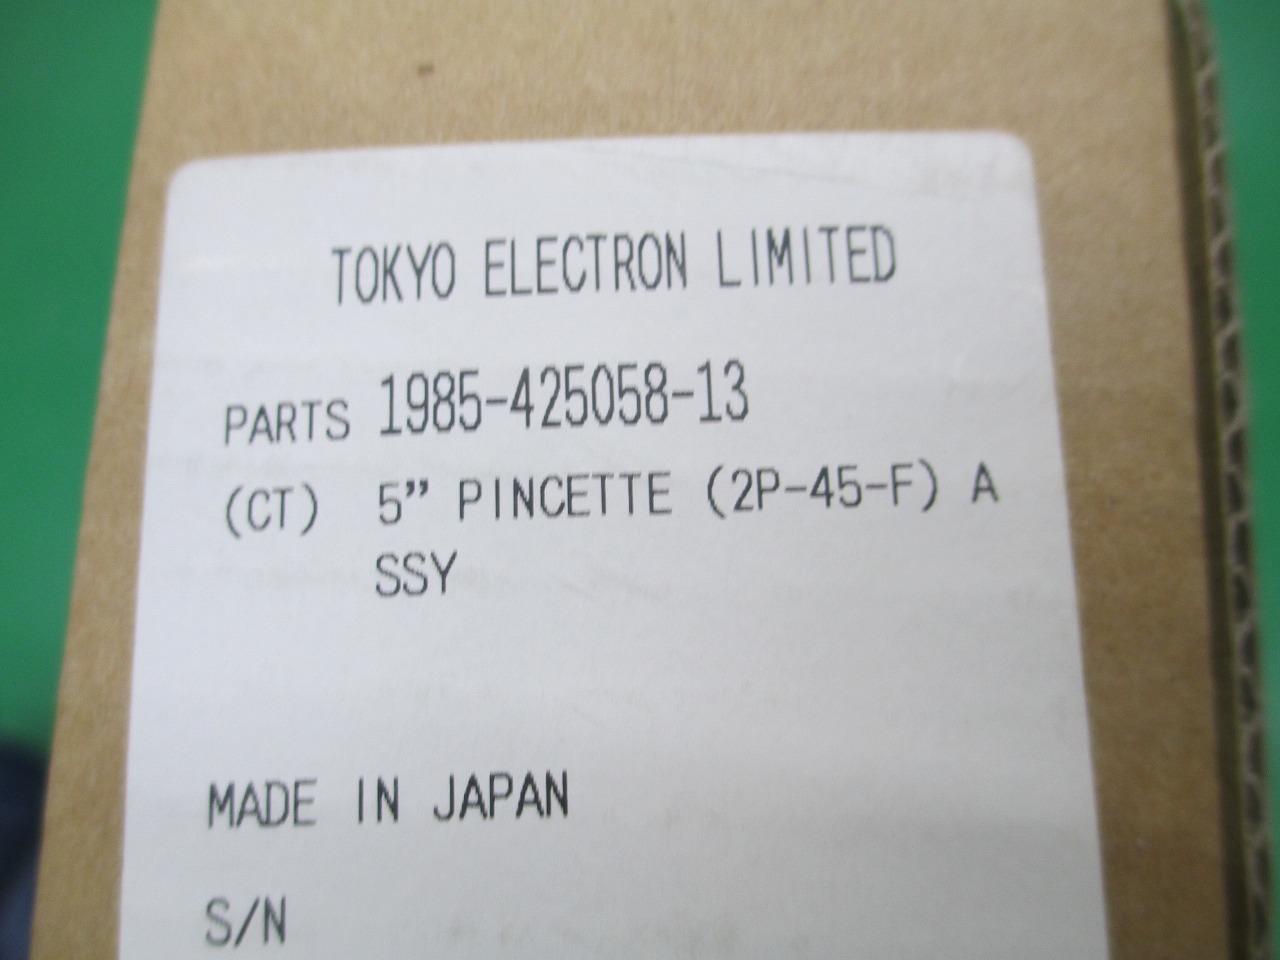 TOKYO ELECTRON LIMITED
PARTS 1985-425058-13
(CT) 5” PINCETTE (2P-45-F) A
SSY
MADE IN JAPAN
S/N